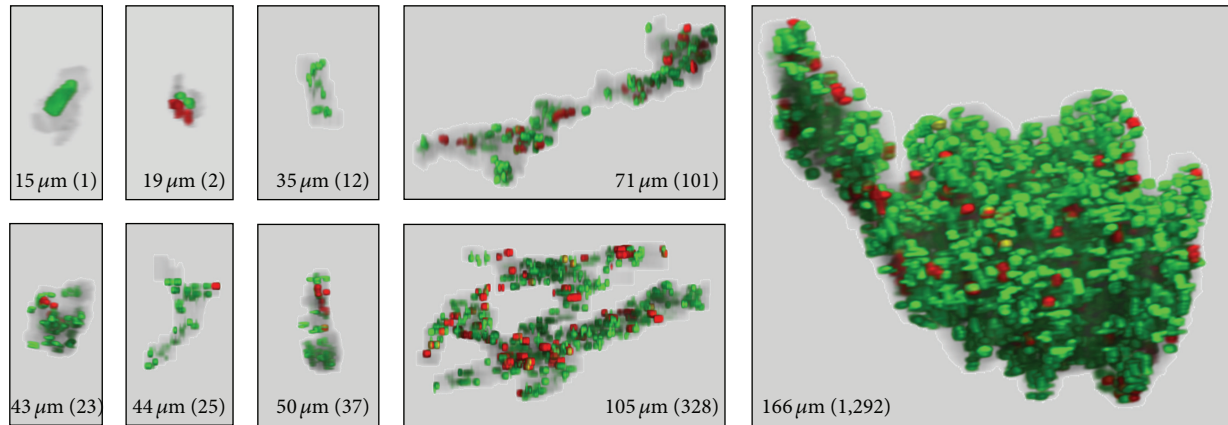 15 μm (1)
19 μm (2)
35 μm (12)
71 μm (101)
43 μm (23)
44 μm (25)
50 μm (37)
105 μm (328)
166 μm (1,292)